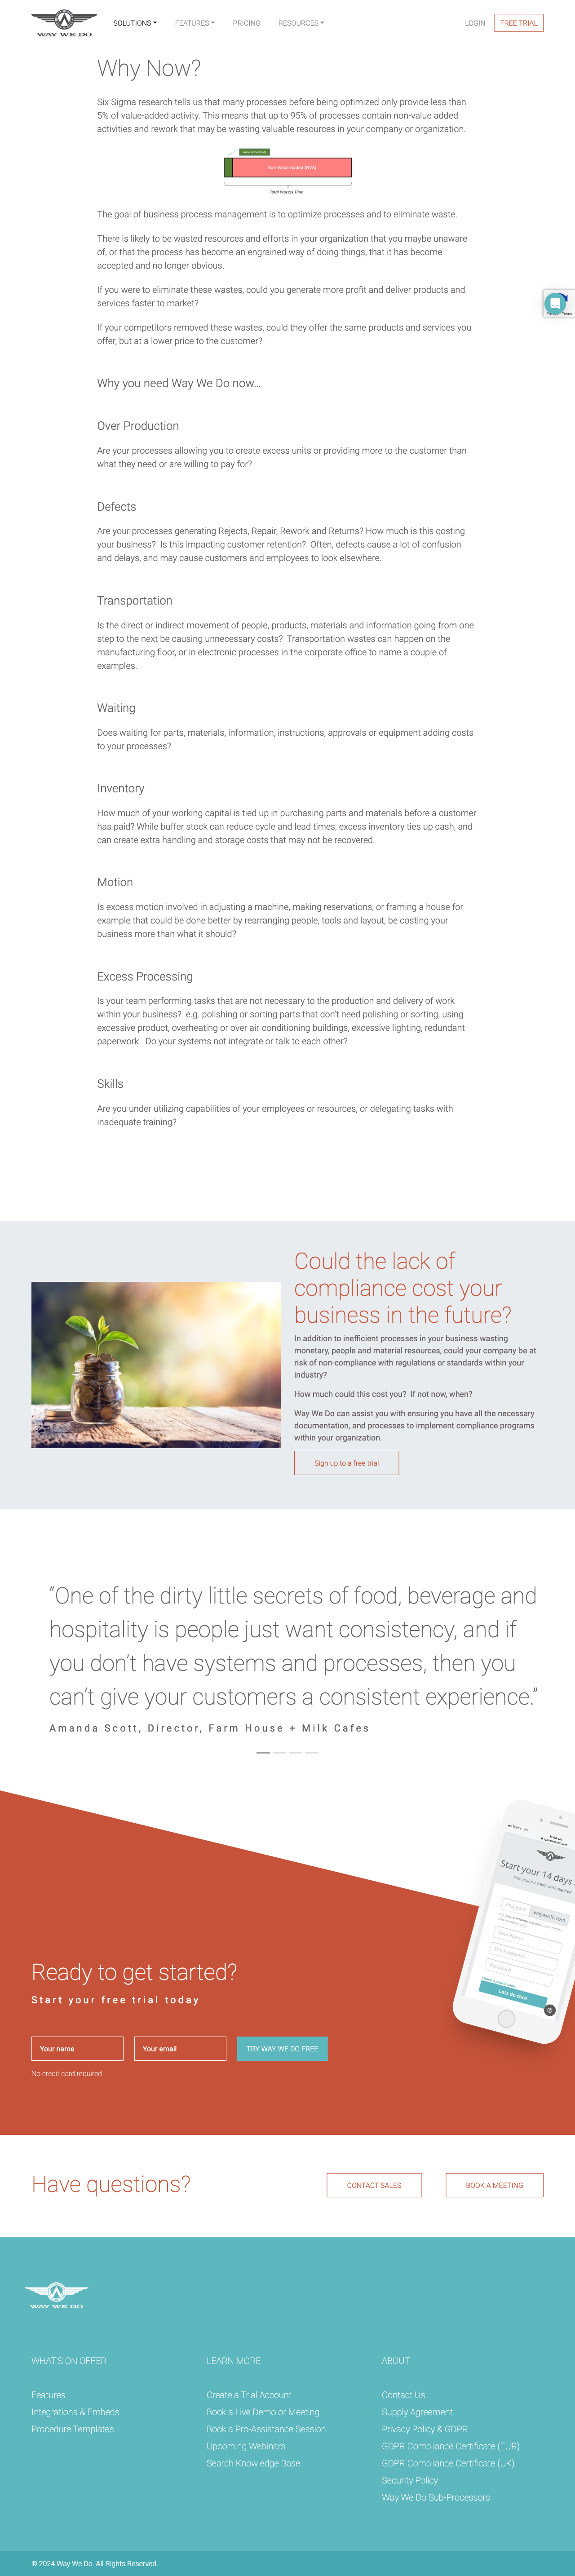 WAY WE DO
SOLUTIONS
FEATURES
PRICING
RESOURCES
LOGIN
FREE TRIAL
Why Now?
Six Sigma research tells us that many processes before being optimized only provide less than
5% of value-added activity. This means that up to 95% of processes contain non-value added
activities and rework that may be wasting valuable resources in your company or organization.
Non-Value Added (NVA)
Total Process Time
The goal of business process management is to optimize processes and to eliminate waste.
There is likely to be wasted resources and efforts in your organization that you maybe unaware
of, or that the process has become an engrained way of doing things, that it has become
accepted and no longer obvious.
If you were to eliminate these wastes, could you generate more profit and deliver products and
services faster to market?
If your competitors removed these wastes, could they offer the same products and services you
offer, but at a lower price to the customer?
Why you need Way We Do now...
Over Production
Are your processes allowing you to create excess units or providing more to the customer than
what they need or are willing to pay for?
Defects
Are your processes generating Rejects, Repair, Rework and Returns? How much is this costing
your business?  Is this impacting customer retention?  Often, defects cause a lot of confusion
and delays, and may cause customers and employees to look elsewhere.
Transportation
Is the direct or indirect movement of people, products, materials and information going from one
step to the next be causing unnecessary costs?  Transportation wastes can happen on the
manufacturing floor, or in electronic processes in the corporate office to name a couple of
examples.
Waiting
Does waiting for parts, materials, information, instructions, approvals or equipment adding costs
to your processes?
Inventory
How much of your working capital is tied up in purchasing parts and materials before a customer
has paid? While buffer stock can reduce cycle and lead times, excess inventory ties up cash, and
can create extra handling and storage costs that may not be recovered.
Motion
Is excess motion involved in adjusting a machine, making reservations, or framing a house for
example that could be done better by rearranging people, tools and layout, be costing your
business more than what it should?
Excess Processing
Is your team performing tasks that are not necessary to the production and delivery of work
within your business?  e.g. polishing or sorting parts that don't need polishing or sorting, using
excessive product, overheating or over air-conditioning buildings, excessive lighting, redundant
paperwork.  Do your systems not integrate or talk to each other?
Skills
Are you under utilizing capabilities of your employees or resources, or delegating tasks with
inadequate training?
Could the lack of
compliance cost your
business in the future?
In addition to inefficient processes in your business wasting
monetary, people and material resources, could your company be at
risk of non-compliance with regulations or standards within your
industry?
How much could this cost you?  If not now, when?
Way We Do can assist you with ensuring you have all the necessary
documentation, and processes to implement compliance programs
within your organization.
Sign up to a free trial
“One of the dirty little secrets of food, beverage and
hospitality is people just want consistency, and if
you don’t have systems and processes, then you
can’t give your customers a consistent experience.”
Amanda Scott, Director, Farm House + Milk Cafes
Start your 14 days
Free trial, no credit card required
Pick your
.waywedo.com
Your Name
Email Address
Password
Lets do this!
Ready to get started?
Start your free trial today
Your name
Your email
TRY WAY WE DO FREE
No credit card required
Have questions?
CONTACT SALES
BOOK A MEETING
WAY WE DO
WHAT'S ON OFFER
Features
Integrations & Embeds
Procedure Templates
LEARN MORE
Create a Trial Account
Book a Live Demo or Meeting
Book a Pro-Assistance Session
Upcoming Webinars
Search Knowledge Base
ABOUT
Contact Us
Supply Agreement
Privacy Policy & GDPR
GDPR Compliance Certificate (EUR)
GDPR Compliance Certificate (UK)
Security Policy
Way We Do Sub-Processors
© 2024 Way We Do. All Rights Reserved.